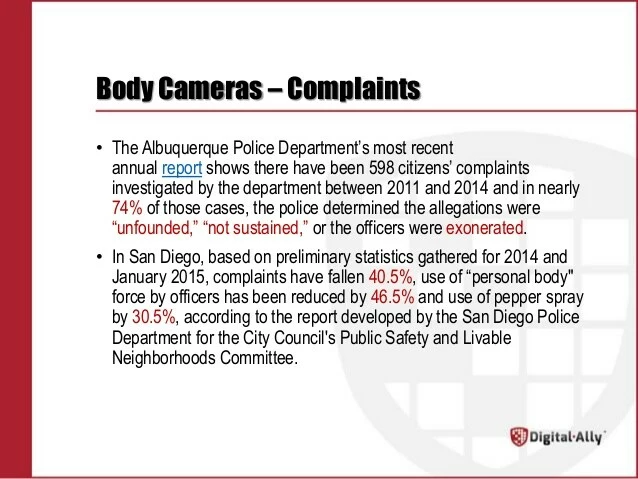 Body Cameras – Complaints
• The Albuquerque Police Department's most recent
annual report shows there have been 598 citizens' complaints
investigated by the department between 2011 and 2014 and in nearly
74% of those cases, the police determined the allegations were
“unfounded,” “not sustained,” or the officers were exonerated.
• In San Diego, based on preliminary statistics gathered for 2014 and
January 2015, complaints have fallen 40.5%, use of “personal body"
force by officers has been reduced by 46.5% and use of pepper spray
by 30.5%, according to the report developed by the San Diego Police
Department for the City Council's Public Safety and Livable
Neighborhoods Committee.
Digital·Ally